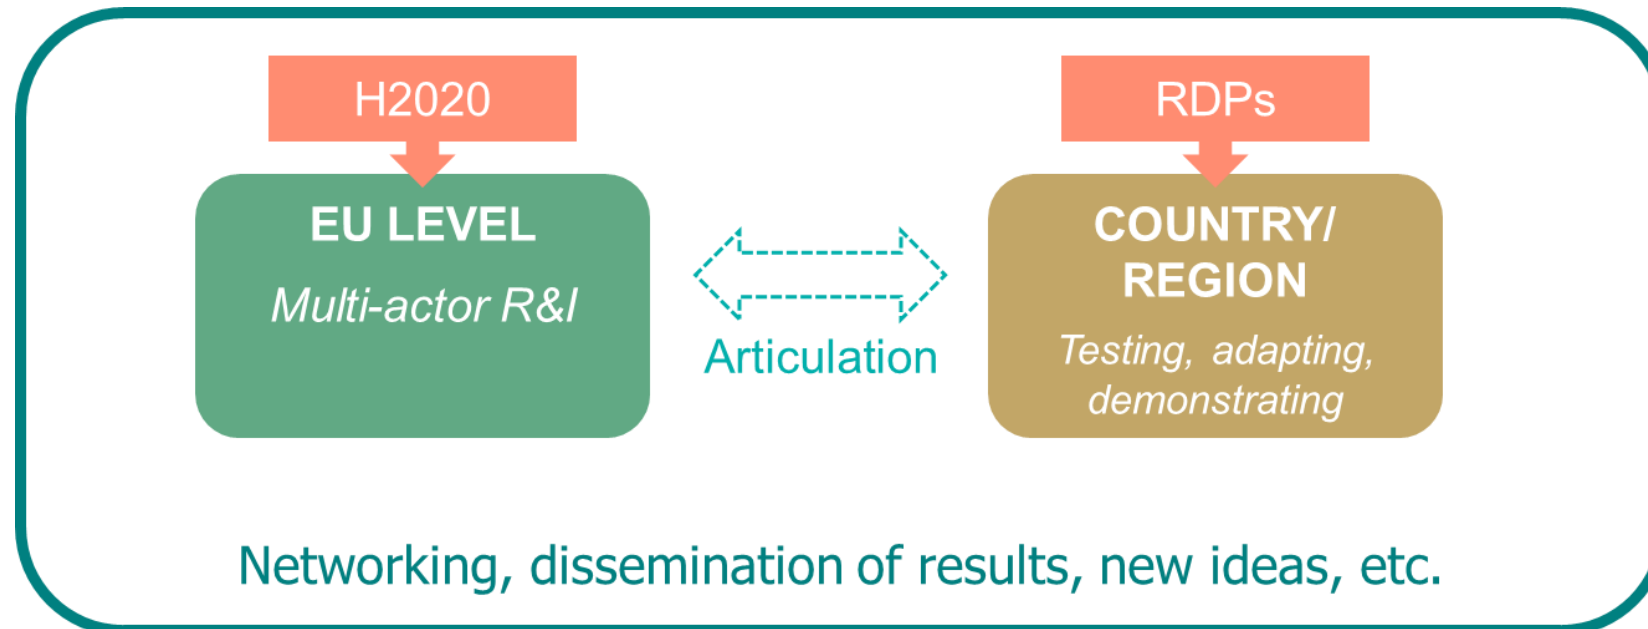 H2020
RDPs
EU LEVEL
Multi-actor R&I
Articulation
COUNTRY/
REGION
Testing, adapting,
demonstrating
Networking, dissemination of results, new ideas, etc.